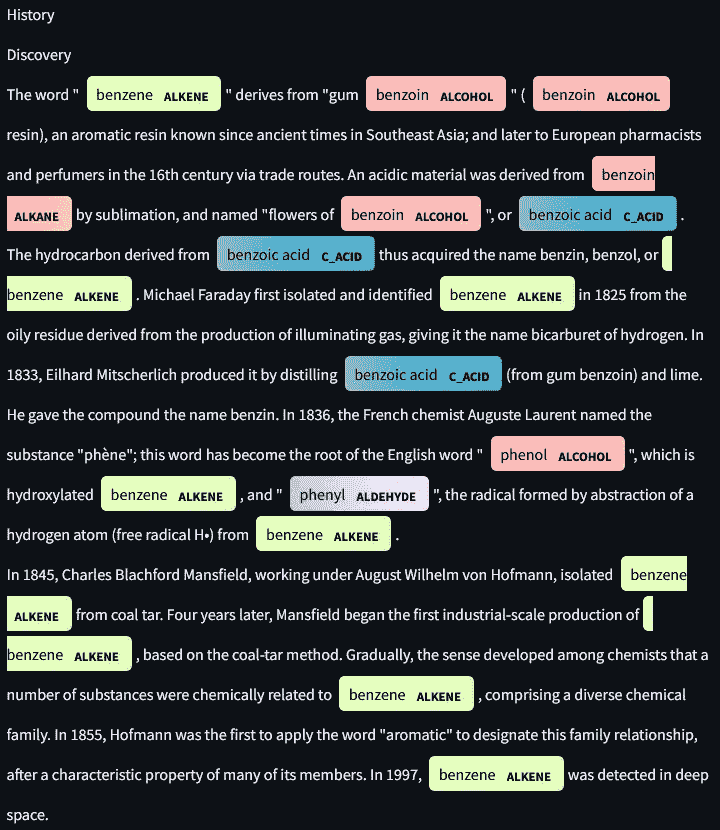 History
Discovery
The word " benzene ALKENE " derives from "gum benzoin ALCOHOL " ( benzoin ALCOHOL
resin), an aromatic resin known since ancient times in Southeast Asia; and later to European pharmacists
and perfumers in the 16th century via trade routes. An acidic material was derived from benzoin
ALKANE by sublimation, and named "flowers of benzoin ALCOHOL ", or benzoic acid C_ACID .
The hydrocarbon derived from benzoic acid C_ACID thus acquired the name benzin, benzol, or
benzene ALKENE . Michael Faraday first isolated and identified benzene ALKENE in 1825 from the
oily residue derived from the production of illuminating gas, giving it the name bicarburet of hydrogen. In
1833, Eilhard Mitscherlich produced it by distilling benzoic acid C_ACID (from gum benzoin) and lime.
He gave the compound the name benzin. In 1836, the French chemist Auguste Laurent named the
substance "phène"; this word has become the root of the English word " phenol ALCOHOL ", which is
hydroxylated benzene ALKENE , and " phenyl ALDEHYDE ", the radical formed by abstraction of a
hydrogen atom (free radical H•) from benzene ALKENE .
In 1845, Charles Blachford Mansfield, working under August Wilhelm von Hofmann, isolated benzene
ALKENE from coal tar. Four years later, Mansfield began the first industrial-scale production of
benzene ALKENE , based on the coal-tar method. Gradually, the sense developed among chemists that a
number of substances were chemically related to benzene ALKENE , comprising a diverse chemical
family. In 1855, Hofmann was the first to apply the word "aromatic" to designate this family relationship,
after a characteristic property of many of its members. In 1997, benzene ALKENE was detected in deep
space.